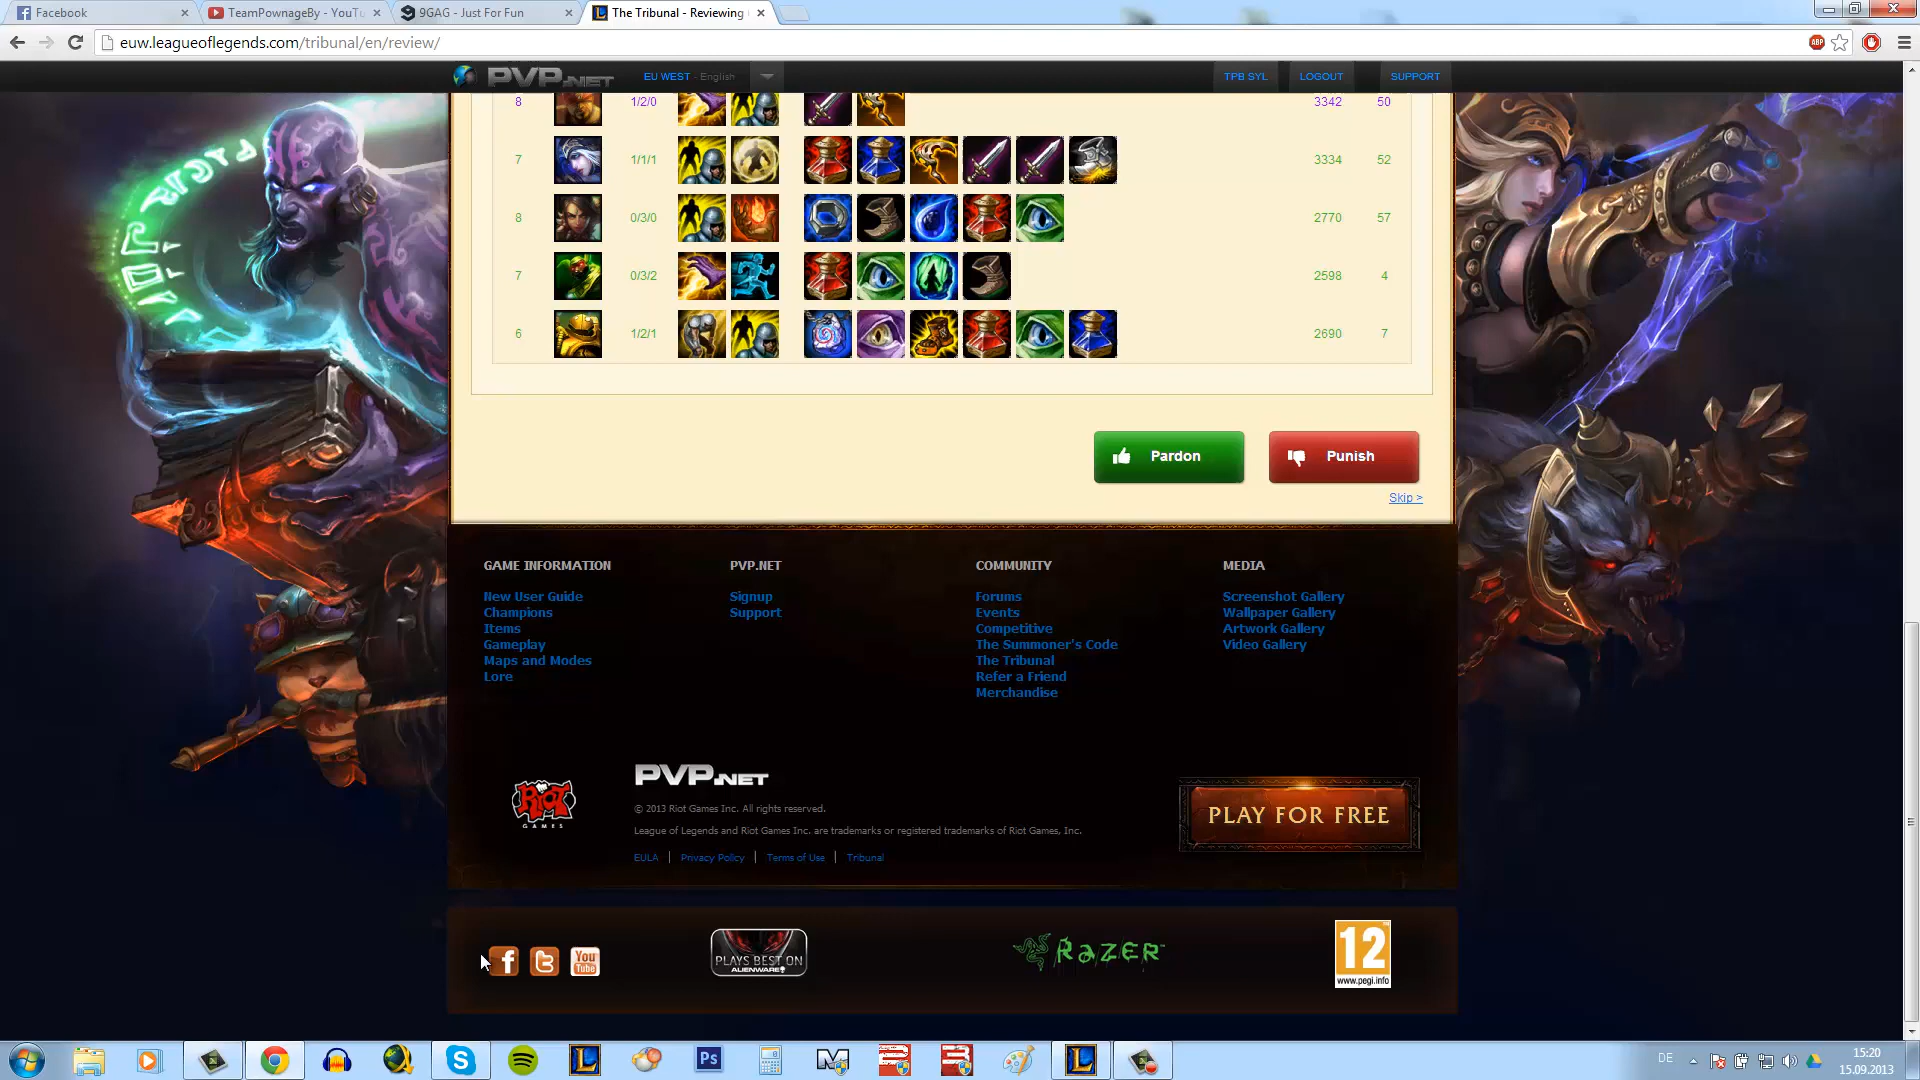 Facebook
TeamPownageBy - YouTu
9GAG - Just For Fun
The Tribunal - Reviewing
euw.leagueoflegends.com/tribunal/en/review/
ABP
PVP.NET
EU WEST - English
TPB SYL
LOGOUT
SUPPORT
8 1/2/0 3342 50
7 1/1/1 3334 52
8 0/3/0 2770 57
7 0/3/2 2598 4
6 1/2/1 2690 7
Pardon
Punish
Skip >
GAME INFORMATION
New User Guide
Champions
Items
Gameplay
Maps and Modes
Lore
PVP.NET
Signup
Support
COMMUNITY
Forums
Events
Competitive
The Summoner's Code
The Tribunal
Refer a Friend
Merchandise
MEDIA
Screenshot Gallery
Wallpaper Gallery
Artwork Gallery
Video Gallery
RIOT
GAMES
PVP.NET
© 2013 Riot Games Inc. All rights reserved.
League of Legends and Riot Games Inc. are trademarks or registered trademarks of Riot Games, Inc.
EULA | Privacy Policy | Terms of Use | Tribunal
PLAY FOR FREE
f
t
You
Tube
PLAYS BEST ON
ALIENWARE
RAZER™
12
www.pegi.info
L
S
L
Ps
L
DE
15:20
15.09.2013